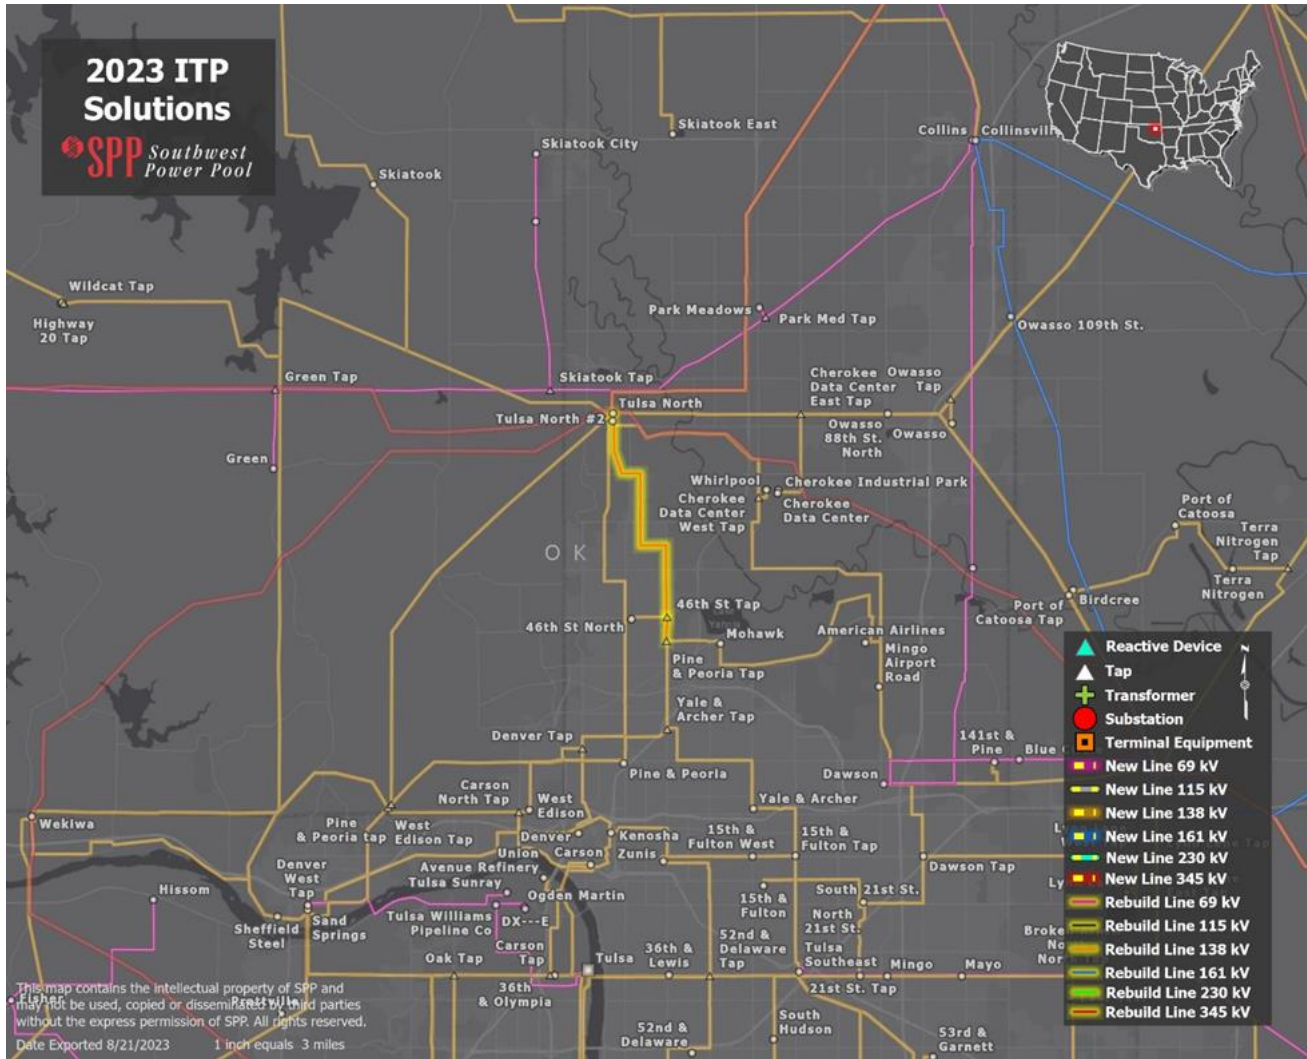 2023 ITP
Solutions
SPP Southwest
Power Pool
Skiatook East
Skiatook City
Collins
Collinsvill
Skiatook
Wildcat Tap
Highway
20 Tap
Park Meadows
Park Med Tap
Owasso 109th St.
Green Tap
Skiatook Tap
Cherokee
Data Center
East Tap
Owasso
Tap
Tulsa North
Tulsa North #2
Owasso
88th St.
North
Owasso
Green
Whirlpool
Cherokee Industrial Park
Cherokee
Data Center
West Tap
Cherokee
Data Center
Port of
Catoosa
Terra
Nitrogen
Tap
O K
Terra
Nitrogen
Birdcree
Port of
Catoosa Tap
46th St Tap
46th St North
Mohawk
American Airlines
Mingo
Airport
Road
Pine
& Peoria Tap
Yale &
Archer Tap
Denver Tap
141st &
Pine
Pine & Peoria
Dawson
Carson
North Tap
West
Edison
Yale & Archer
Wekiwa
Pine
& Peoria tap
West
Edison Tap
Denver
Kenosha
15th &
Fulton West
15th &
Fulton Tap
Union
Avenue Refinery
Carson
Zunis
Dawson Tap
Denver
West
Tap
Tulsa Sunray
Ogden Martin
Hissom
South 21st St.
15th &
Fulton
North
21st St.
Sheffield
Steel
Sand
Springs
Tulsa Williams
Pipeline Co
DX---E
Carson
Tap
Oak Tap
Tulsa
36th &
Lewis
52nd &
Delaware
Tap
Tulsa
Southeast
21st St. Tap
Mingo
Mayo
36th
& Olympia
Fisher
Prattville
52nd &
Delaware
South
Hudson
53rd &
Garnett
Reactive Device
Tap
Transformer
Substation
Terminal Equipment
New Line 69 kV
New Line 115 kV
New Line 138 kV
New Line 161 kV
New Line 230 kV
New Line 345 kV
Rebuild Line 69 kV
Rebuild Line 115 kV
Rebuild Line 138 kV
Rebuild Line 161 kV
Rebuild Line 230 kV
Rebuild Line 345 kV
N
This map contains the intellectual property of SPP and
may not be used, copied or disseminated by third parties
without the express permission of SPP. All rights reserved.
Date Exported 8/21/2023 1 inch equals 3 miles